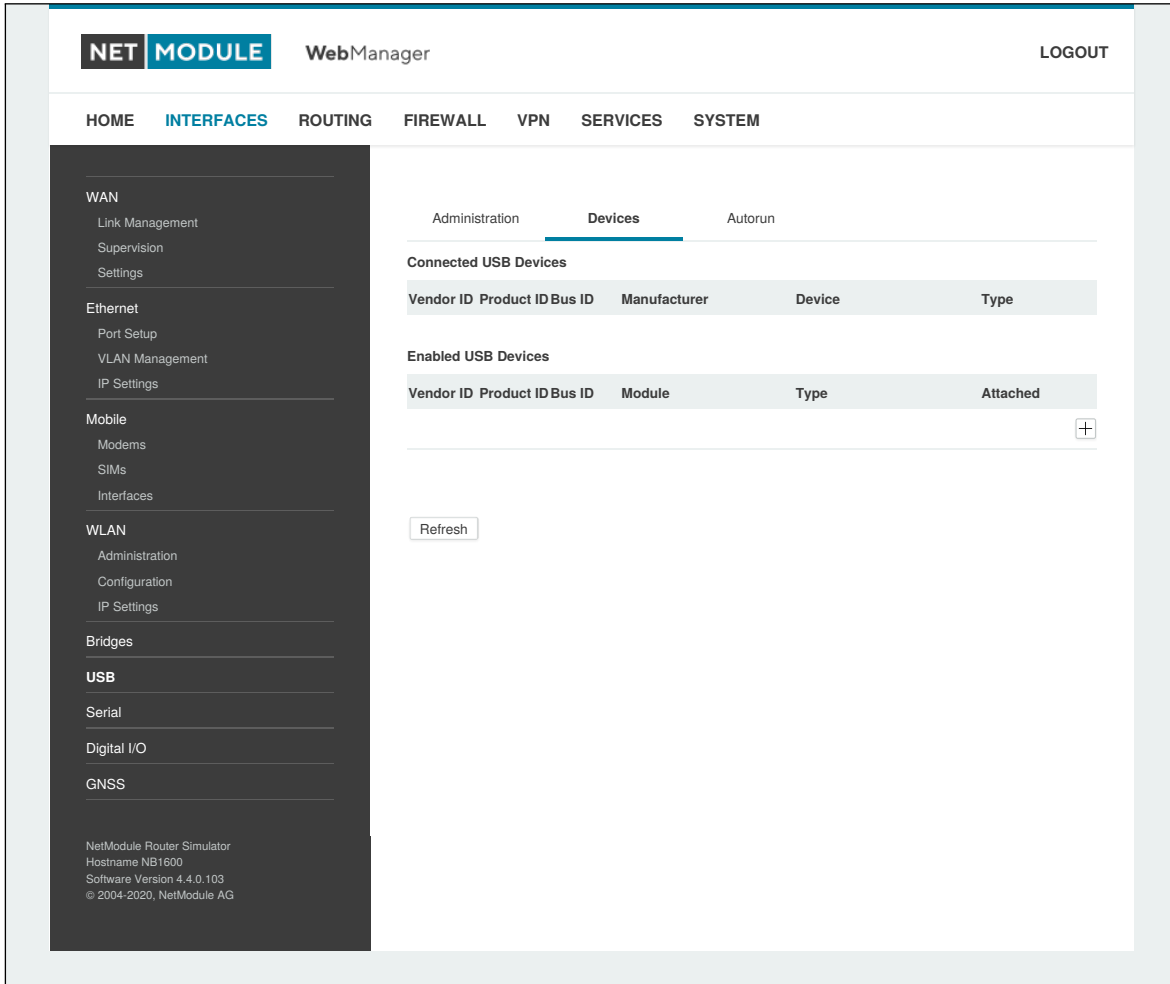 NET MODULE WebManager LOGOUT
HOME INTERFACES ROUTING FIREWALL VPN SERVICES SYSTEM
WAN
Link Management
Supervision
Settings
Ethernet
Port Setup
VLAN Management
IP Settings
Mobile
Modems
SIMs
Interfaces
WLAN
Administration
Configuration
IP Settings
Bridges
USB
Serial
Digital I/O
GNSS
NetModule Router Simulator
Hostname NB1600
Software Version 4.4.0.103
© 2004-2020, NetModule AG
Administration Devices Autorun
Connected USB Devices
Vendor ID Product ID Bus ID Manufacturer Device Type
Enabled USB Devices
Vendor ID Product ID Bus ID Module Type Attached
Refresh